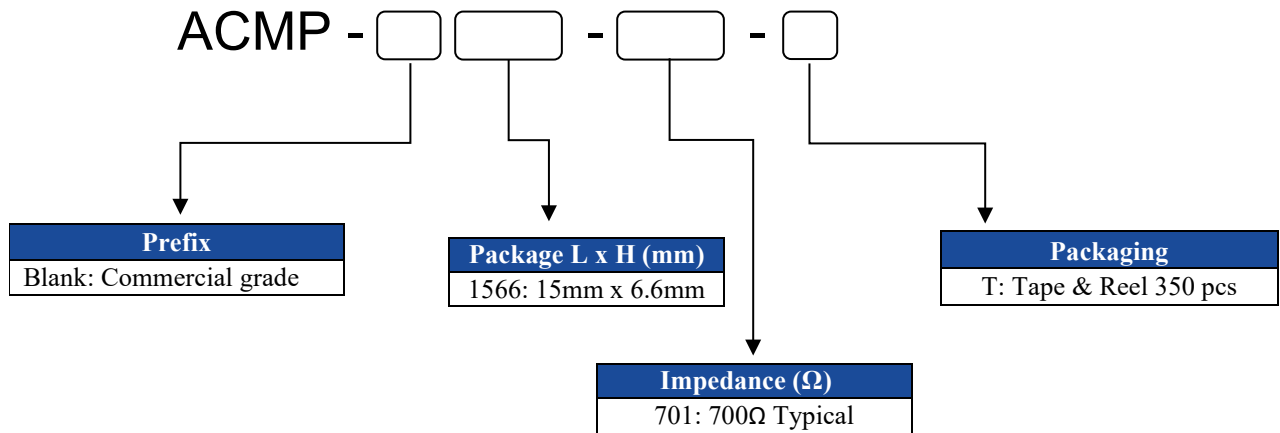 ACMP - - -
Prefix
Blank: Commercial grade
Package L x H (mm)
1566: 15mm x 6.6mm
Packaging
T: Tape & Reel 350 pcs
Impedance (Ω)
701: 700Ω Typical